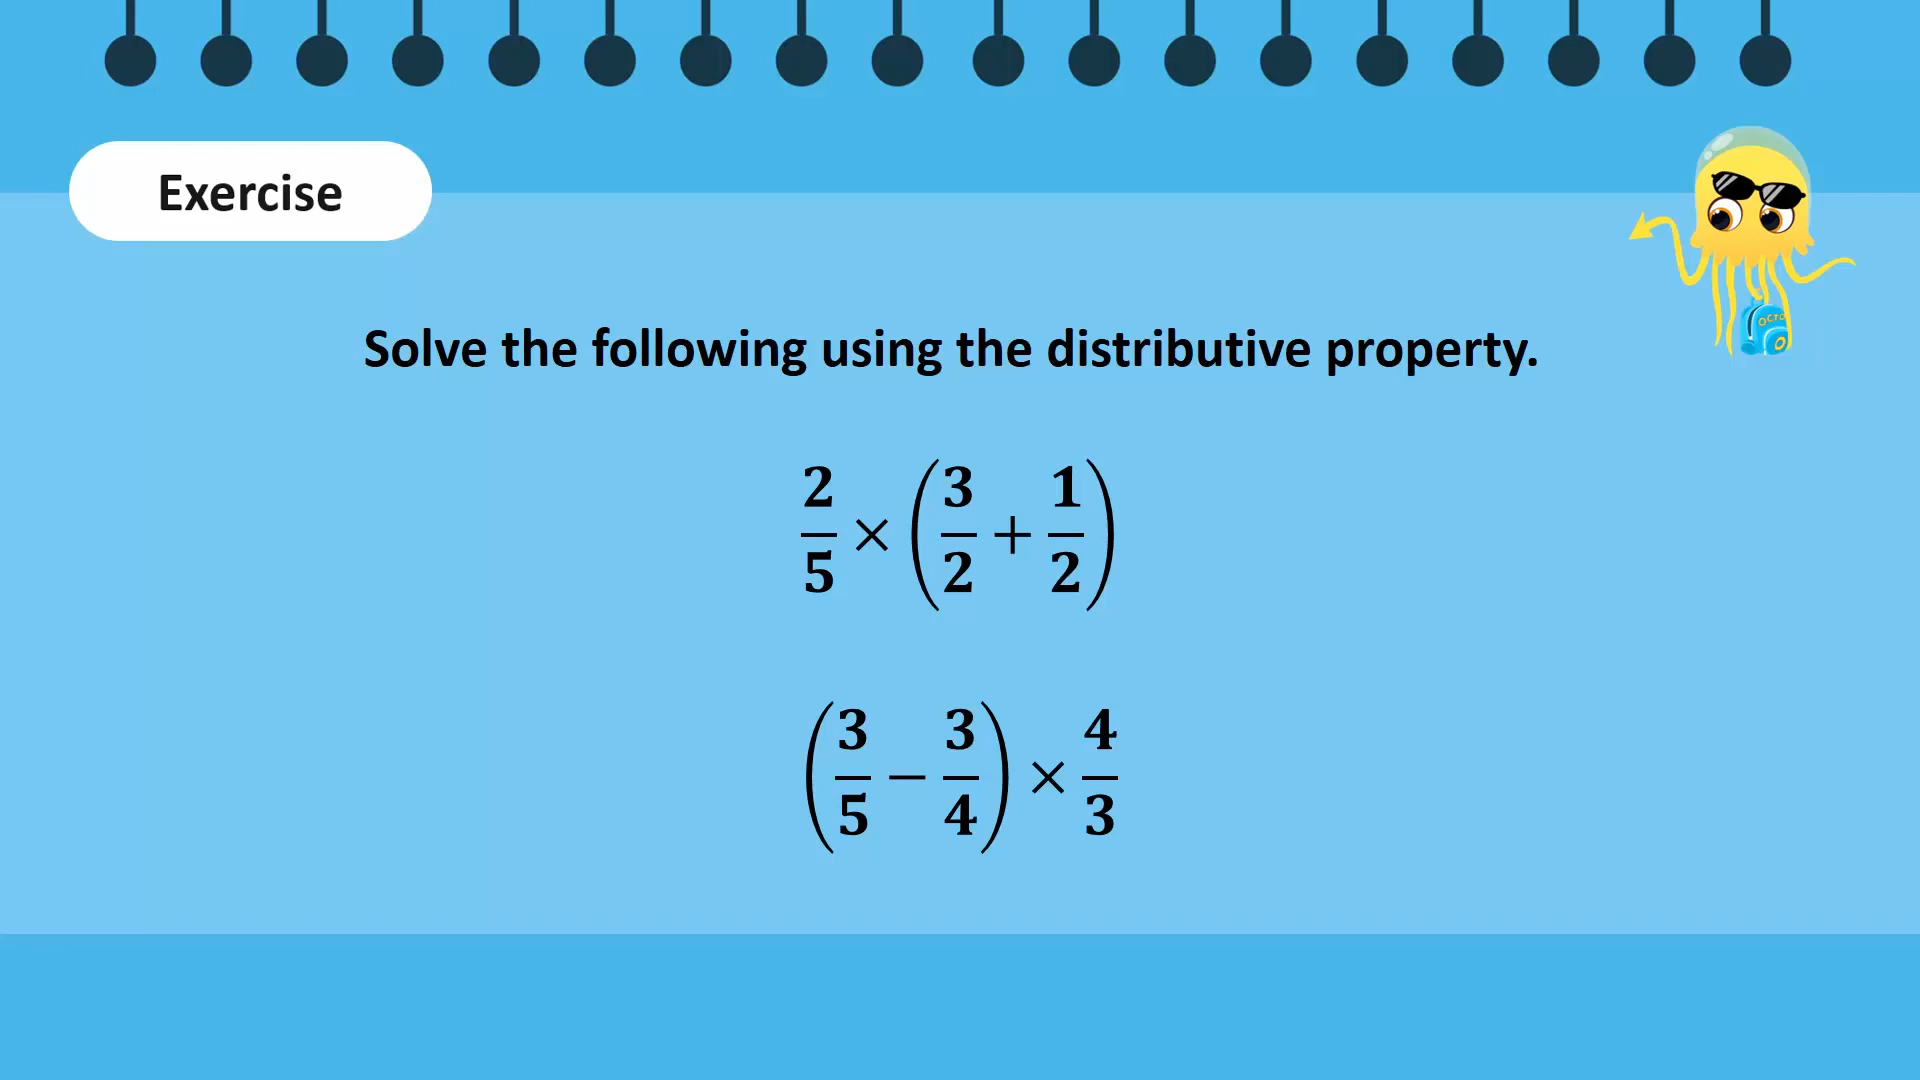 Exercise
OCTO
Solve the following using the distributive property.
2/5 × (3/2 + 1/2)
(3/5 − 3/4) × 4/3